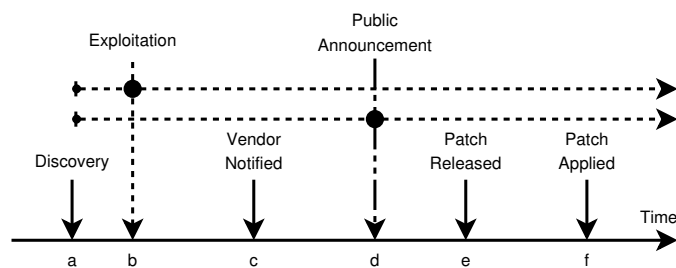 Public
Announcement
Exploitation
Vendor
Notified
Patch
Released
Patch
Applied
Discovery
Time
a b c d e f